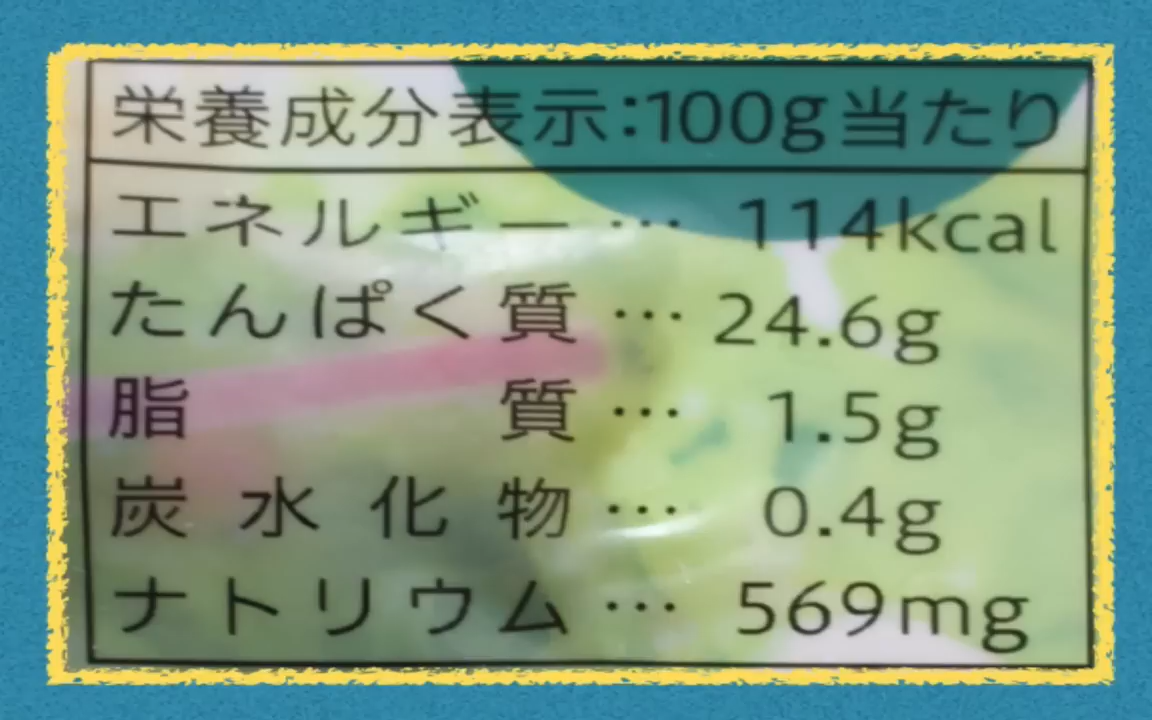 栄養成分表示:100g当たり
エネルギー … 114kcal
たんぱく質 … 24.6g
脂質 … 1.5g
炭水化物 … 0.4g
ナトリウム … 569mg